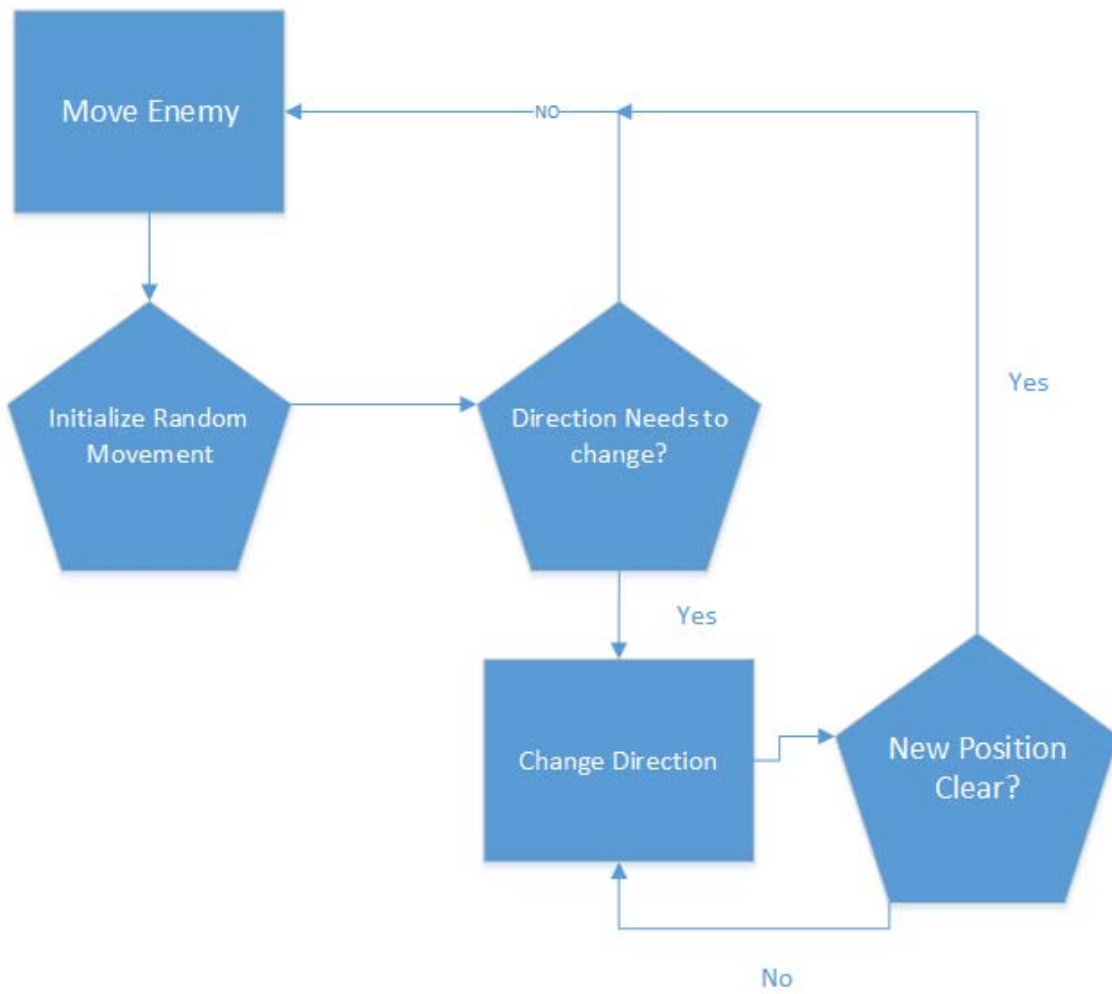 Move Enemy
NO
Yes
Initialize Random
Movement
Direction Needs to
change?
Yes
Change Direction
New Position
Clear?
No